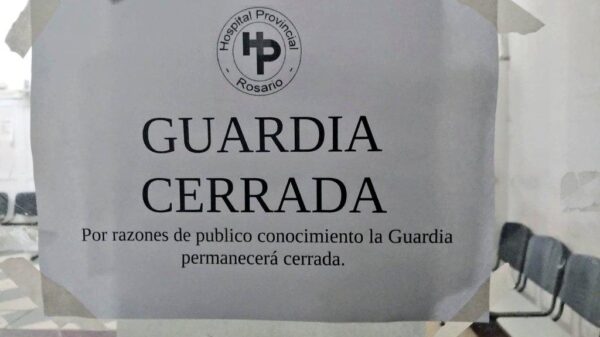 Hospital Provincial
HP
- Rosario -
GUARDIA
CERRADA
Por razones de publico conocimiento la Guardia
permanecerá cerrada.